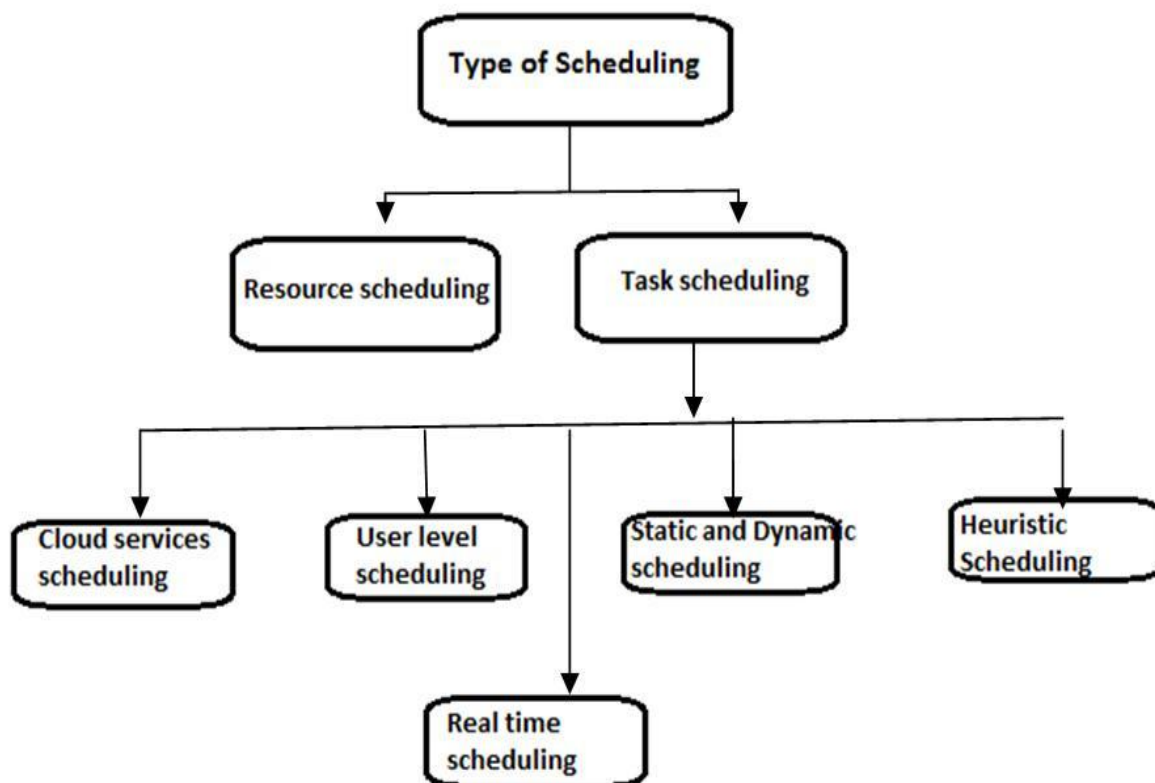 Type of Scheduling
Resource scheduling
Task scheduling
Cloud services
scheduling
User level
scheduling
Static and Dynamic
scheduling
Heuristic
Scheduling
Real time
scheduling